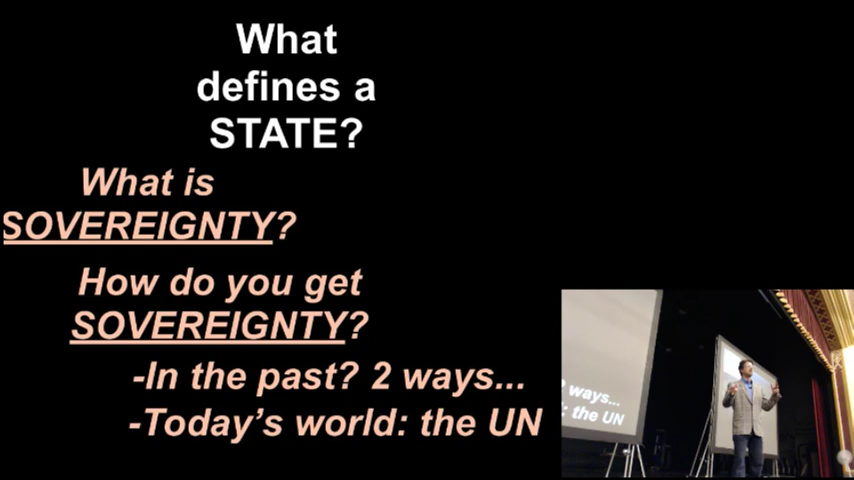 What
defines a
STATE?
What is
SOVEREIGNTY?
How do you get
SOVEREIGNTY?
-In the past? 2 ways...
-Today’s world: the UN
2 ways...
: the UN